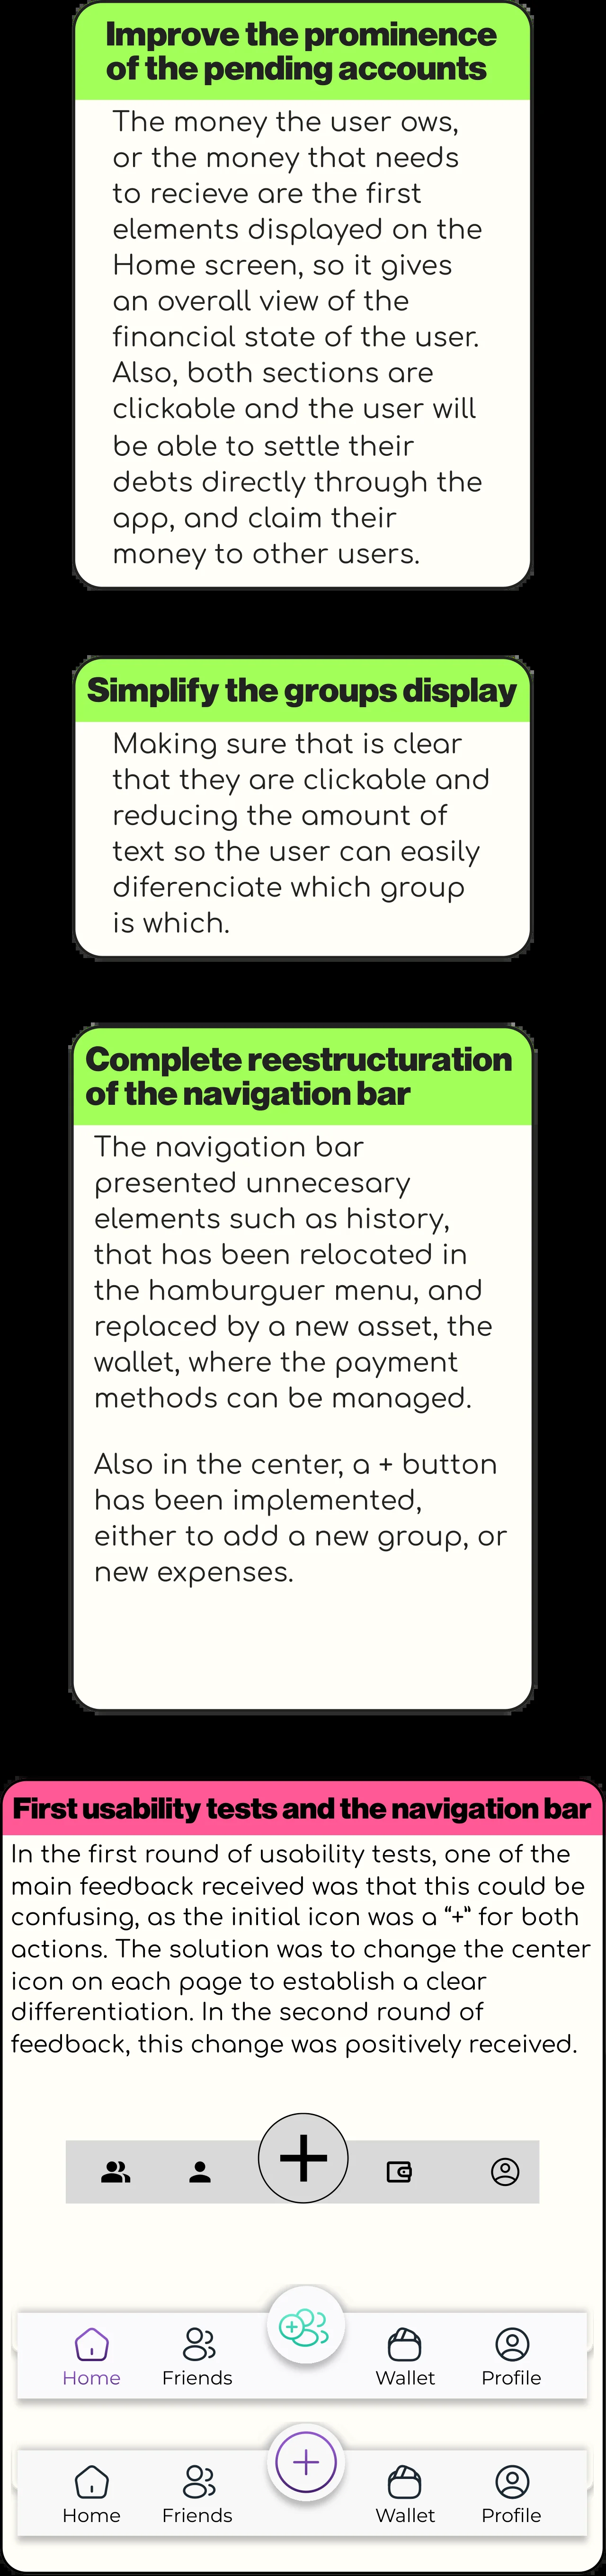 Improve the prominence
of the pending accounts
The money the user ows,
or the money that needs
to recieve are the first
elements displayed on the
Home screen, so it gives
an overall view of the
financial state of the user.
Also, both sections are
clickable and the user will
be able to settle their
debts directly through the
app, and claim their
money to other users.
Simplify the groups display
Making sure that is clear
that they are clickable and
reducing the amount of
text so the user can easily
diferenciate which group
is which.
Complete reestructuration
of the navigation bar
The navigation bar
presented unnecesary
elements such as history,
that has been relocated in
the hamburguer menu, and
replaced by a new asset, the
wallet, where the payment
methods can be managed.
Also in the center, a + button
has been implemented,
either to add a new group, or
new expenses.
First usability tests and the navigation bar
In the first round of usability tests, one of the
main feedback received was that this could be
confusing, as the initial icon was a “+” for both
actions. The solution was to change the center
icon on each page to establish a clear
differentiation. In the second round of
feedback, this change was positively received.
Home Friends Wallet Profile
Home Friends Wallet Profile